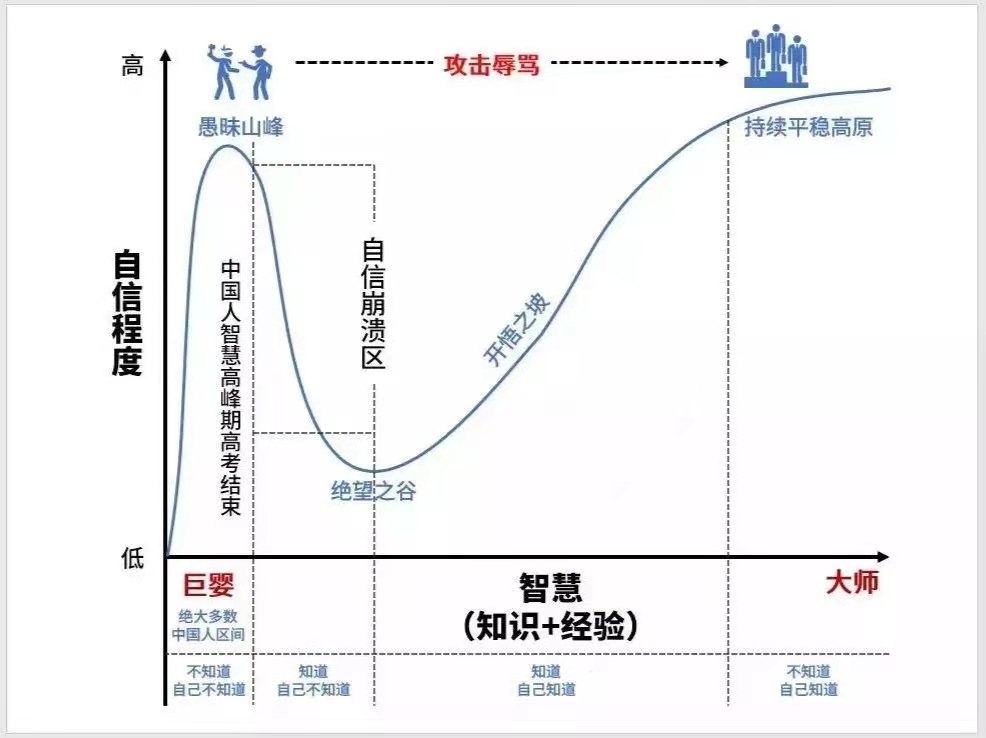 高
攻击辱骂
愚昧山峰
持续平稳高原
自信程度
中国人智慧高峰期高考结束
自信崩溃区
开悟之坡
绝望之谷
低
巨婴
绝大多数
中国人区间
智慧
（知识+经验）
大师
不知道
自己不知道
知道
自己不知道
知道
自己知道
不知道
自己知道